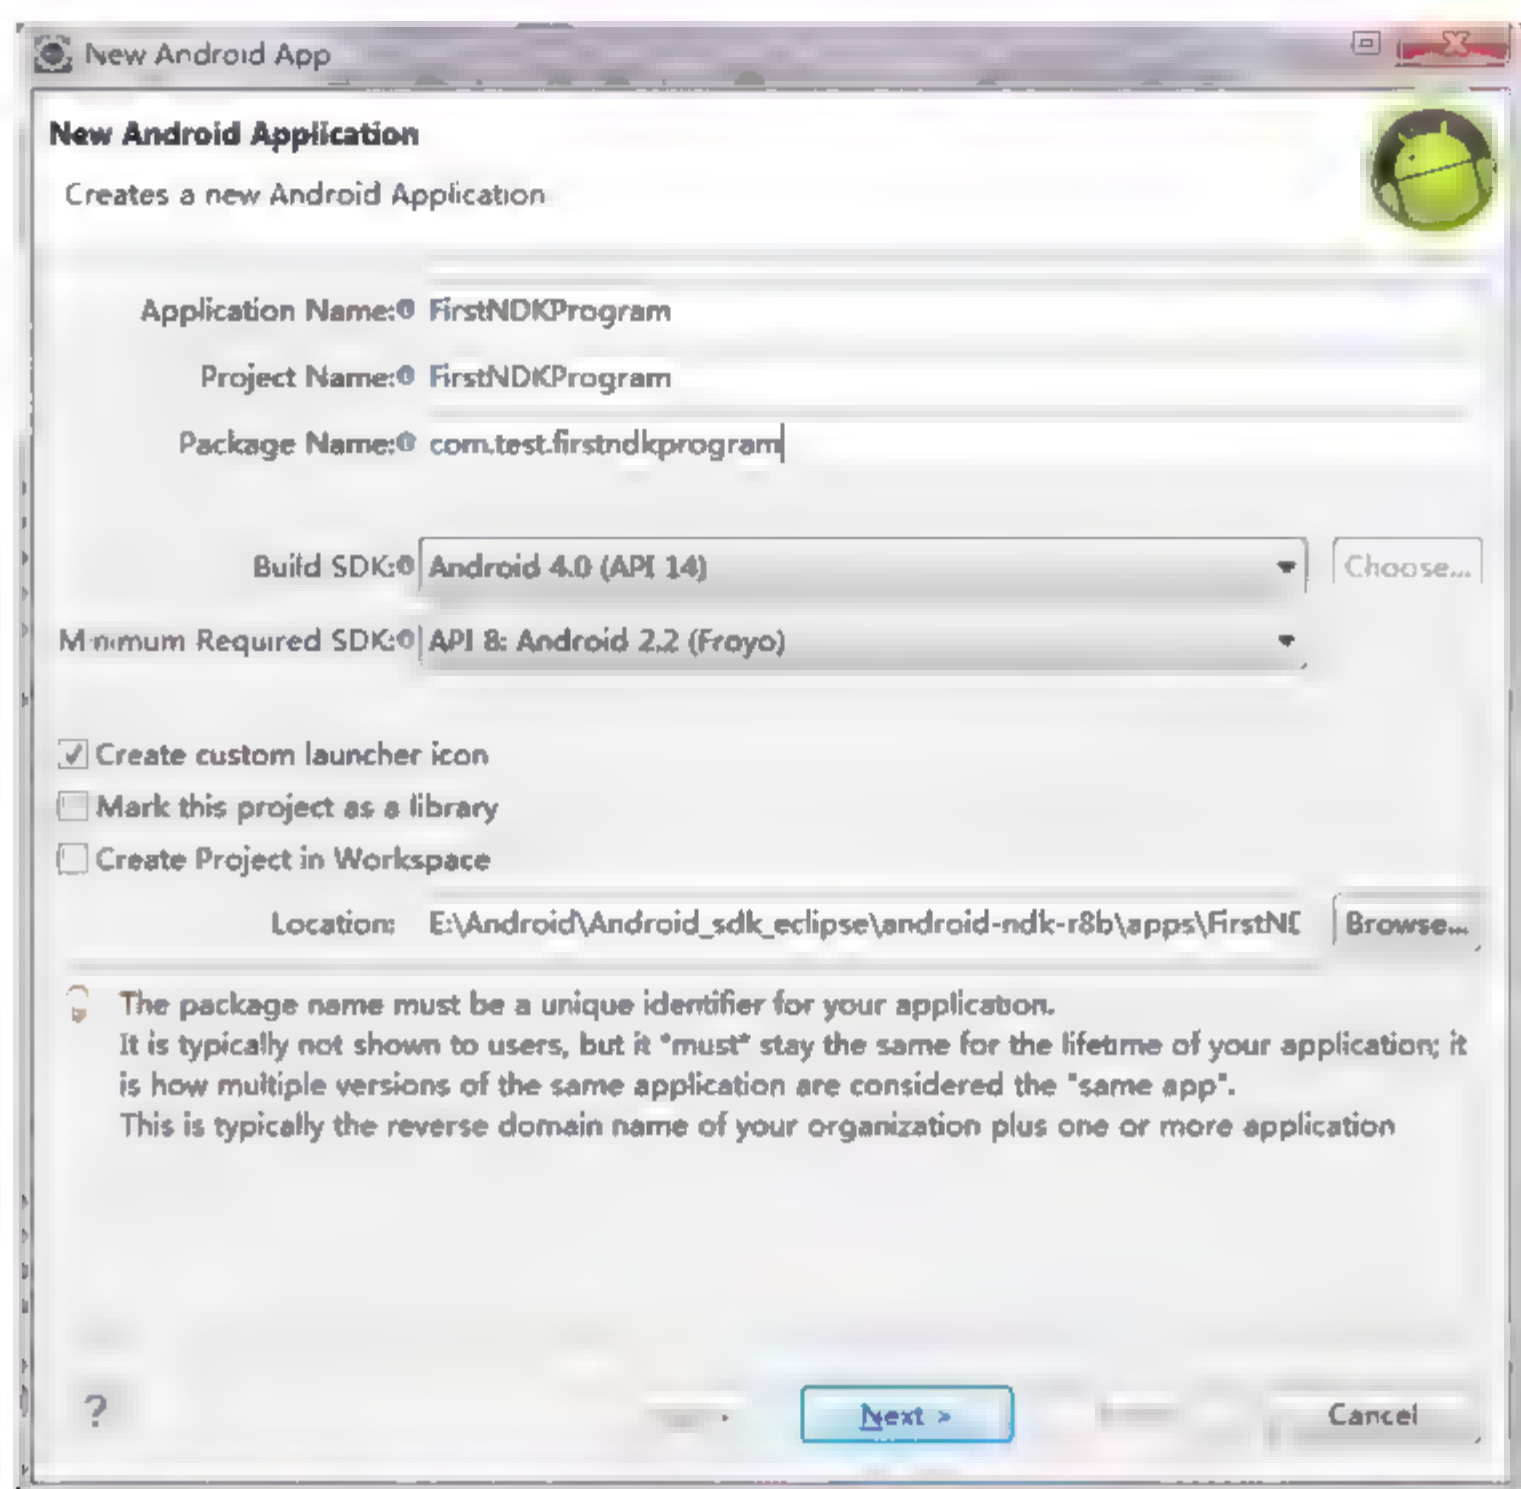 New Android App
New Android Application
Creates a new Android Application
Application Name: FirstNDKProgram
Project Name: FirstNDKProgram
Package Name: com.test.firstndkprogram
Build SDK: Android 4.0 (API 14) Choose...
Minimum Required SDK: API 8: Android 2.2 (Froyo)
Create custom launcher icon
Mark this project as a library
Create Project in Workspace
Location: E:\Android\Android_sdk_eclipse\android-ndk-r8b\apps\FirstND Browse...
The package name must be a unique identifier for your application.
It is typically not shown to users, but it *must* stay the same for the lifetime of your application; it
is how multiple versions of the same application are considered the "same app".
This is typically the reverse domain name of your organization plus one or more application
? Next > Cancel